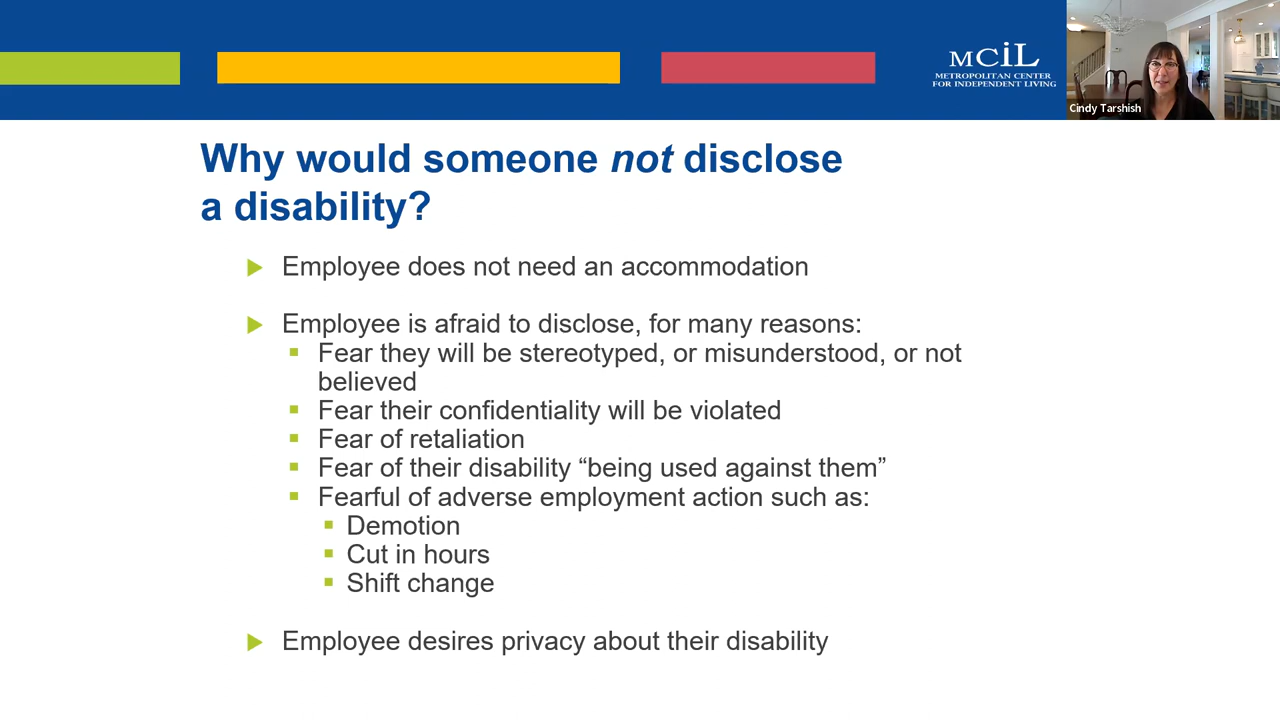 MCiL
METROPOLITAN CENTER
FOR INDEPENDENT LIVING
Cindy Tarshish
Why would someone not disclose
a disability?
Employee does not need an accommodation
Employee is afraid to disclose, for many reasons:
Fear they will be stereotyped, or misunderstood, or not
believed
Fear their confidentiality will be violated
Fear of retaliation
Fear of their disability “being used against them”
Fearful of adverse employment action such as:
Demotion
Cut in hours
Shift change
Employee desires privacy about their disability